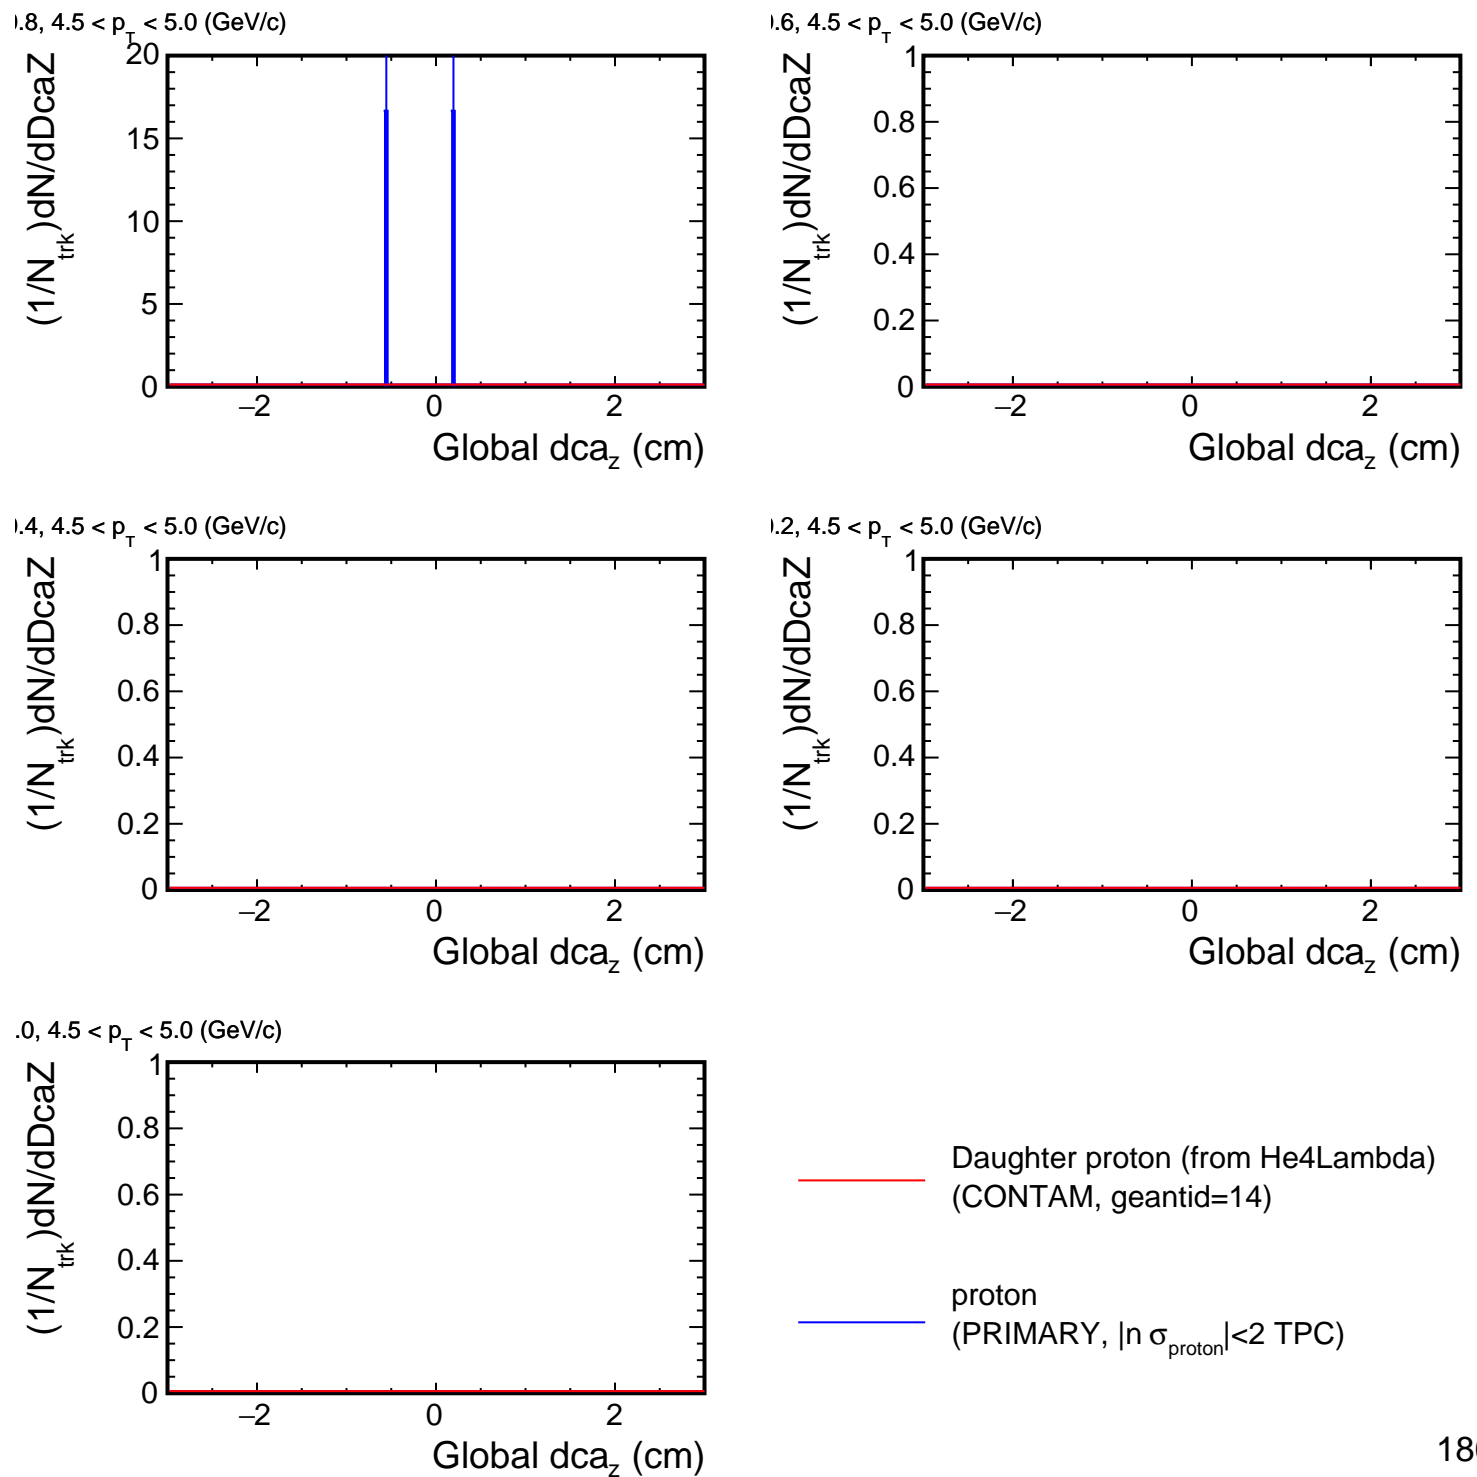 .8, 4.5 < p_T < 5.0 (GeV/c)
(1/N_trk)dN/dDcaZ
20
15
10
5
0
−2 0 2
Global dca_z (cm)
.6, 4.5 < p_T < 5.0 (GeV/c)
(1/N_trk)dN/dDcaZ
1
0.8
0.6
0.4
0.2
0
−2 0 2
Global dca_z (cm)
.4, 4.5 < p_T < 5.0 (GeV/c)
(1/N_trk)dN/dDcaZ
1
0.8
0.6
0.4
0.2
0
−2 0 2
Global dca_z (cm)
.2, 4.5 < p_T < 5.0 (GeV/c)
(1/N_trk)dN/dDcaZ
1
0.8
0.6
0.4
0.2
0
−2 0 2
Global dca_z (cm)
.0, 4.5 < p_T < 5.0 (GeV/c)
(1/N_trk)dN/dDcaZ
1
0.8
0.6
0.4
0.2
0
−2 0 2
Global dca_z (cm)
Daughter proton (from He4Lambda)
(CONTAM, geantid=14)
proton
(PRIMARY, |n σ_proton|<2 TPC)